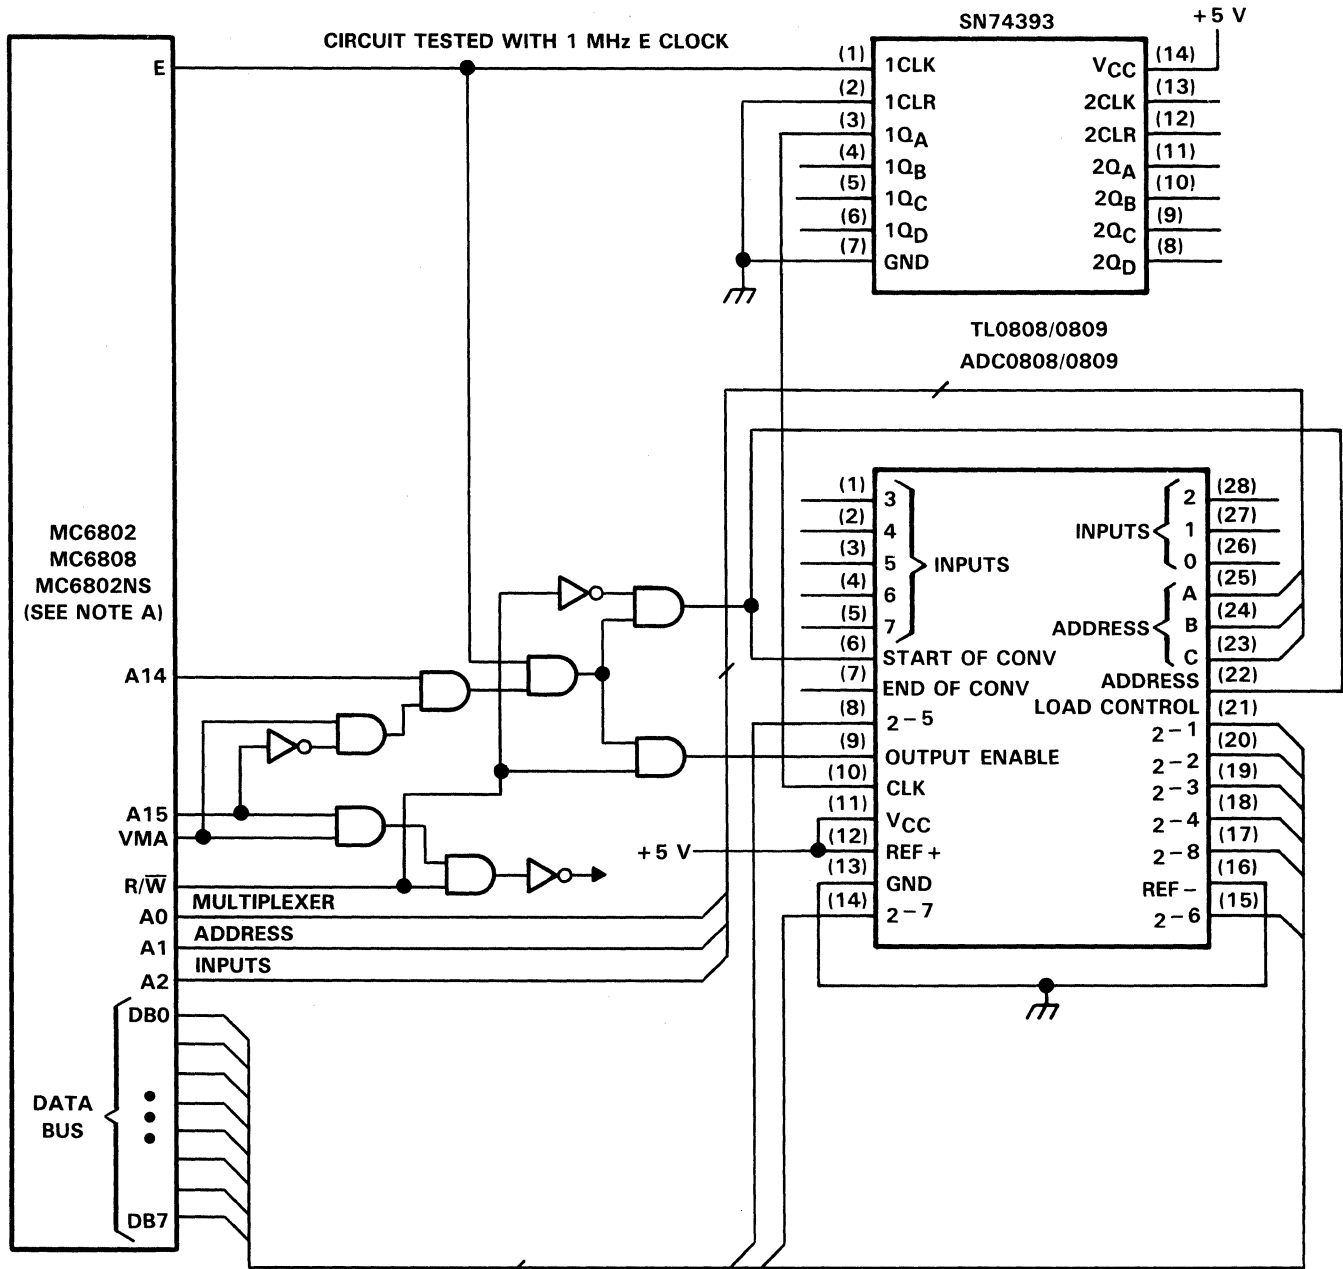 SN74393
+5 V
CIRCUIT TESTED WITH 1 MHz E CLOCK
E
(1) 1CLK VCC (14)
(2) 1CLR 2CLK (13)
(3) 1QA 2CLR (12)
(4) 1QB 2QA (11)
(5) 1QC 2QB (10)
(6) 1QD 2QC (9)
(7) GND 2QD (8)
TL0808/0809
ADC0808/0809
MC6802
MC6808
MC6802NS
(SEE NOTE A)
A14
A15
VMA
R/W̅
A0
A1
A2
MULTIPLEXER
ADDRESS
INPUTS
DB0
DATA
BUS
DB7
(1) 3 2 (28)
(2) 4 1 (27)
(3) 5 0 (26)
INPUTS
INPUTS
(4) 6 A (25)
(5) 7 B (24)
ADDRESS
(6) START OF CONV C (23)
(7) END OF CONV ADDRESS (22)
LOAD CONTROL
(8) 2-5 2-1 (21)
(9) OUTPUT ENABLE 2-2 (20)
(10) CLK 2-3 (19)
(11) VCC 2-4 (18)
+5 V
(12) REF+ 2-8 (17)
(13) GND REF- (16)
(14) 2-7 2-6 (15)